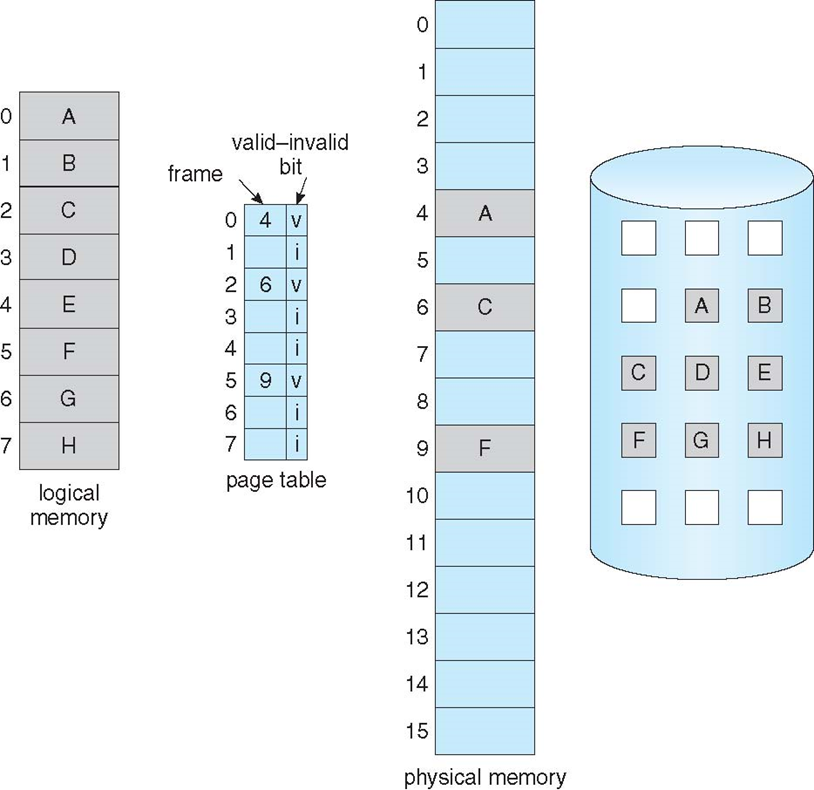 0 A
1 B
2 C
3 D
4 E
5 F
6 G
7 H
logical
memory
valid–invalid
bit
frame
0 4 v
1 i
2 6 v
3 i
4 i
5 9 v
6 i
7 i
page table
0
1
2
3
4 A
5
6 C
7
8
9 F
10
11
12
13
14
15
physical memory
A B
C D E
F G H